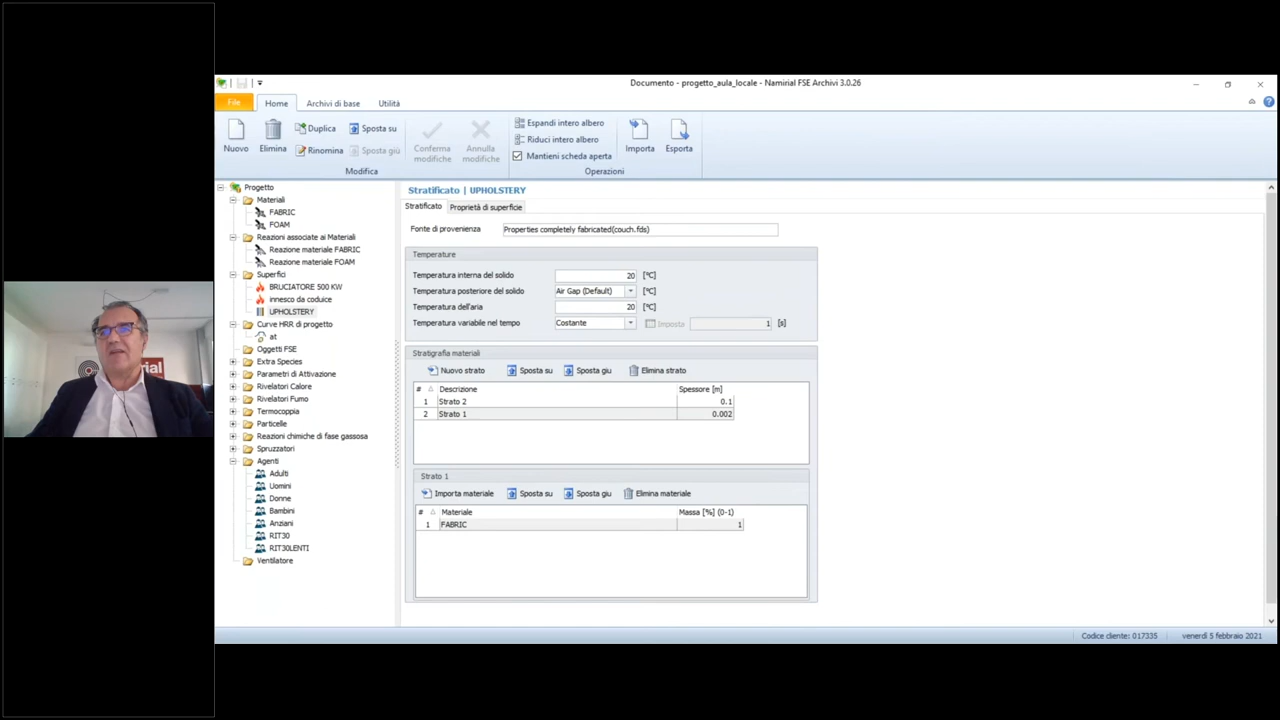 Documento - progetto_aula_locale - Namirial FSE Archivi 3.0.26
File Home Archivi di base Utilità
Nuovo Elimina Duplica Rinomina Sposta su Sposta giù Conferma modifiche Annulla modifiche Espandi intero albero Riduci intero albero Mantieni scheda aperta Importa Esporta
Modifica Operazioni
Progetto
Materiali
FABRIC
FOAM
Reazioni associate ai Materiali
Reazione materiale FABRIC
Reazione materiale FOAM
Superfici
BRUCIATORE 500 KW
innesco da coduice
UPHOLSTERY
Curve HRR di progetto
at
Oggetti FSE
Extra Species
Parametri di Attivazione
Rivelatori Calore
Rivelatori Fumo
Termocoppia
Particelle
Reazioni chimiche di fase gassosa
Spruzzatori
Agenti
Adulti
Uomini
Donne
Bambini
Anziani
RIT30
RIT30LENTI
Ventilatore
Stratificato | UPHOLSTERY
Stratificato Proprietà di superficie
Fonte di provenienza Properties completely fabricated(couch.fds)
Temperature
Temperatura interna del solido 20 [°C]
Temperatura posteriore del solido Air Gap (Default) [°C]
Temperatura dell'aria 20 [°C]
Temperatura variabile nel tempo Costante Imposta 1 [s]
Stratigrafia materiali
Nuovo strato Sposta su Sposta giu Elimina strato
# Descrizione Spessore [m]
1 Strato 2 0.1
2 Strato 1 0.002
Strato 1
Importa materiale Sposta su Sposta giu Elimina materiale
# Materiale Massa [%] (0-1)
1 FABRIC 1
Codice cliente: 017335 venerdì 5 febbraio 2021